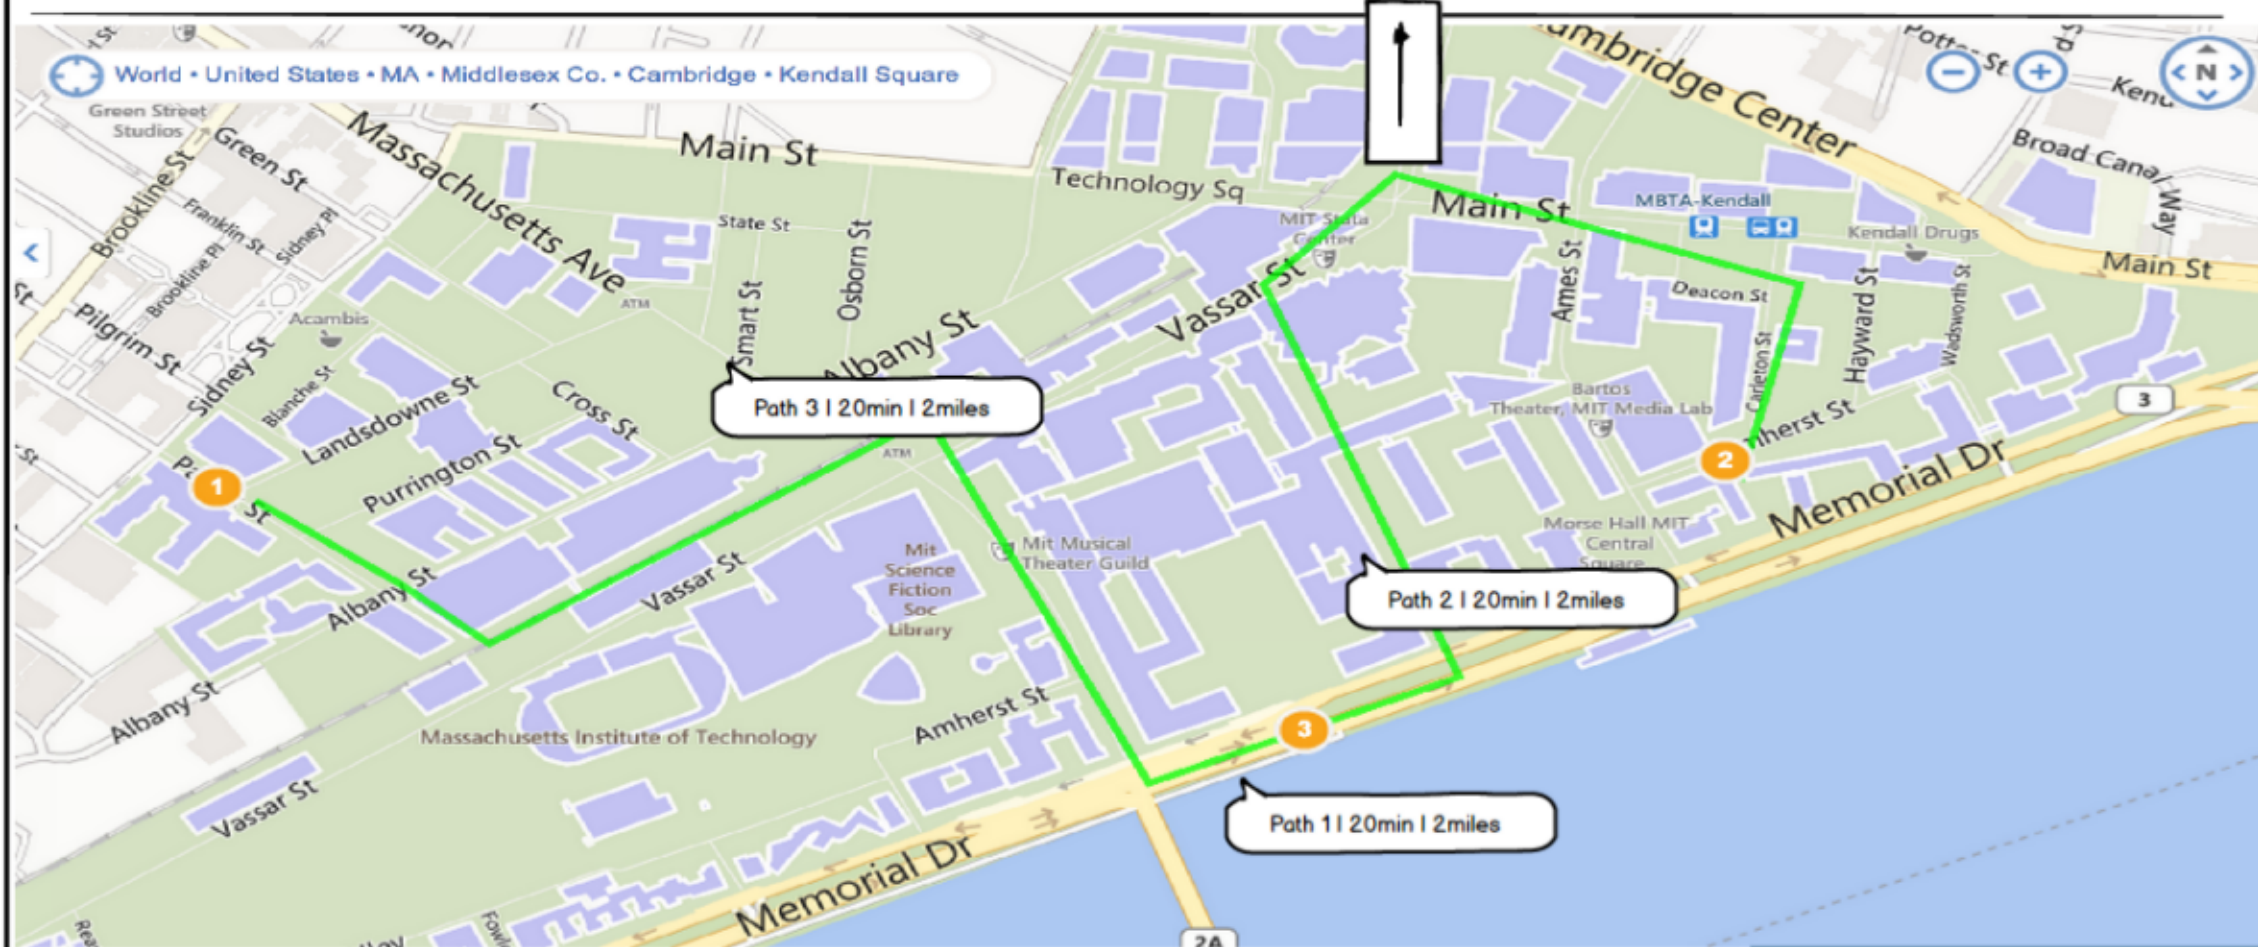 World • United States • MA • Middlesex Co. • Cambridge • Kendall Square
Cambridge Center
Green Street
Studios
Green St
Massachusetts Ave
Main St
Technology Sq
Main St
MIT Stata
Center
MBTA-Kendall
Kendall Drugs
Broad Canal Way
Main St
N
Brookline St
Franklin St
Sidney Pl
Brookline Pl
State St
Osborn St
Smart St
ATM
Acambis
Pilgrim St
Sidney St
Blanche St
Landsdowne St
Purrington St
Cross St
Albany St
Vassar St
Ames St
Deacon St
Carleton St
Hayward St
Wadsworth St
3
Path 3 | 20min | 2miles
ATM
Bartos
Theater, MIT Media Lab
mherst St
1
St
2
Memorial Dr
Albany St
Vassar St
Mit
Science
Fiction
Soc
Library
Mit Musical
Theater Guild
Morse Hall MIT
Central
Square
Path 2 | 20min | 2miles
Albany St
Massachusetts Institute of Technology
Amherst St
3
Vassar St
Path 1 | 20min | 2miles
Memorial Dr
2A